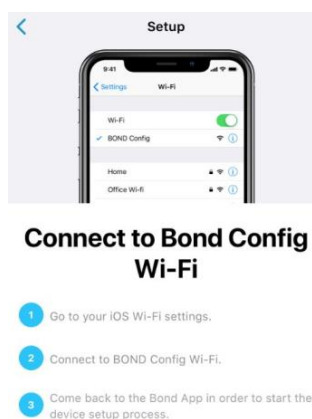 Setup
9:41
Settings Wi-Fi
Wi-Fi
BOND Config
Home
Office Wi-fi
Connect to Bond Config
Wi-Fi
1 Go to your iOS Wi-Fi settings.
2 Connect to BOND Config Wi-Fi.
3 Come back to the Bond App in order to start the
device setup process.